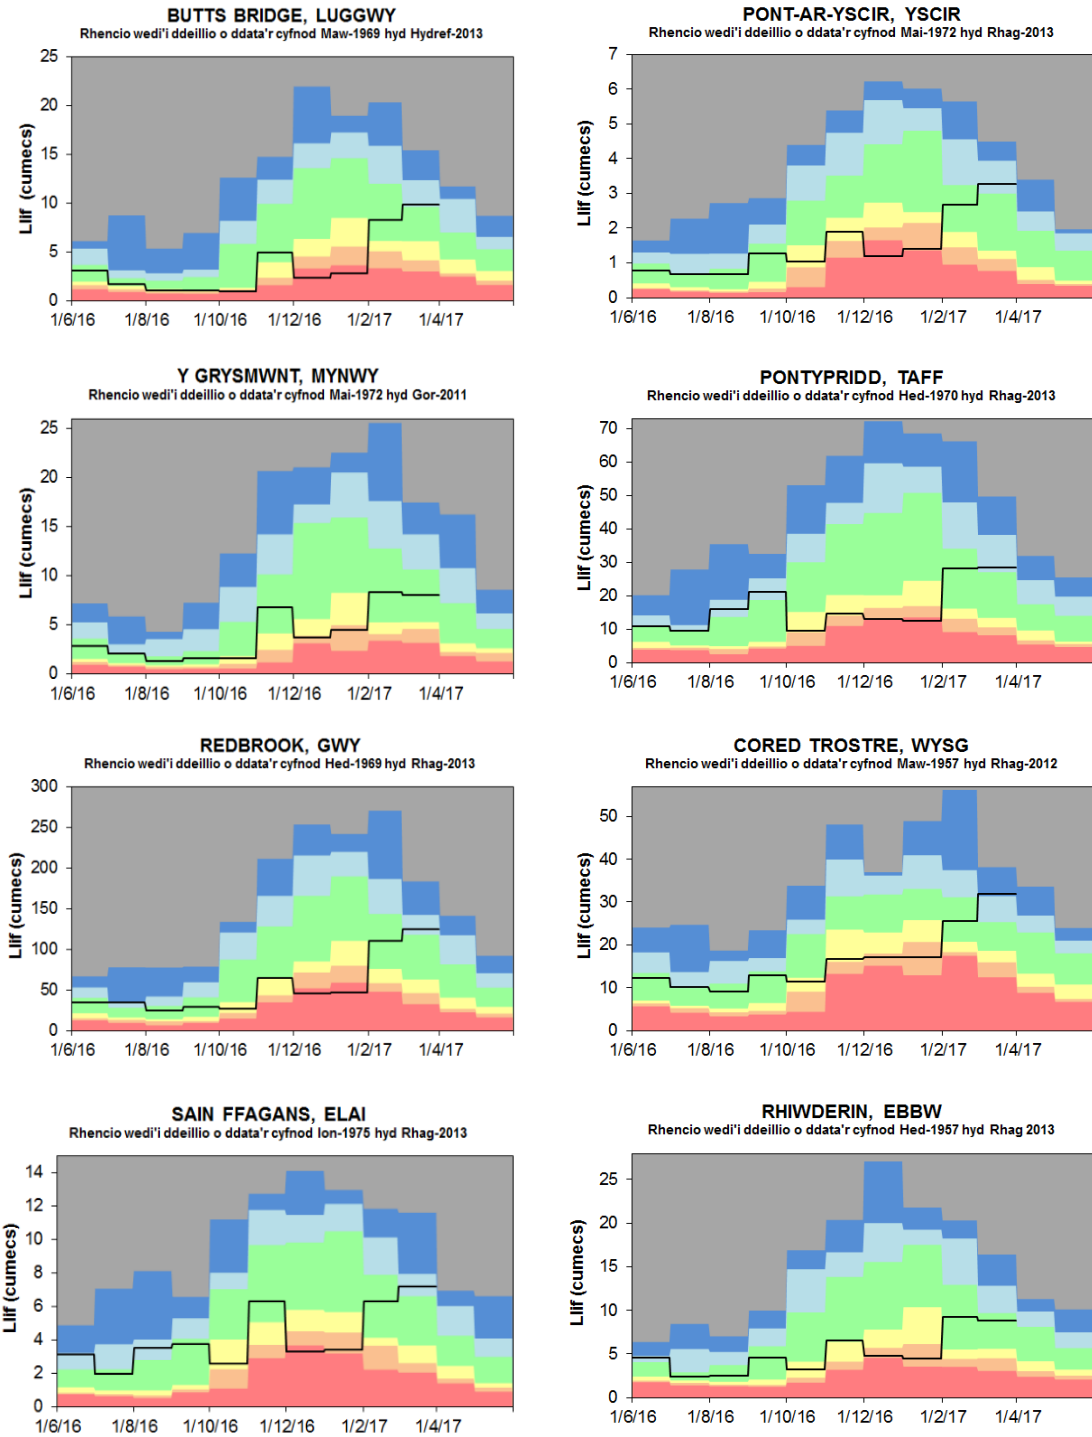 BUTTS BRIDGE, LUGGWY
Rhencio wedi'i ddeillio o ddata'r cyfnod Maw-1969 hyd Hydref-2013
Llif (cumecs)
25
20
15
10
5
0
1/6/16 1/8/16 1/10/16 1/12/16 1/2/17 1/4/17
PONT-AR-YSCIR, YSCIR
Rhencio wedi'i ddeillio o ddata'r cyfnod Mai-1972 hyd Rhag-2013
Llif (cumecs)
7
6
5
4
3
2
1
0
1/6/16 1/8/16 1/10/16 1/12/16 1/2/17 1/4/17
Y GRYSMWNT, MYNWY
Rhencio wedi'i ddeillio o ddata'r cyfnod Mai-1972 hyd Gor-2011
Llif (cumecs)
25
20
15
10
5
0
1/6/16 1/8/16 1/10/16 1/12/16 1/2/17 1/4/17
PONTYPRIDD, TAFF
Rhencio wedi'i ddeillio o ddata'r cyfnod Hed-1970 hyd Rhag-2013
Llif (cumecs)
70
60
50
40
30
20
10
0
1/6/16 1/8/16 1/10/16 1/12/16 1/2/17 1/4/17
REDBROOK, GWY
Rhencio wedi'i ddeillio o ddata'r cyfnod Hed-1969 hyd Rhag-2013
Llif (cumecs)
300
250
200
150
100
50
0
1/6/16 1/8/16 1/10/16 1/12/16 1/2/17 1/4/17
CORED TROSTRE, WYSG
Rhencio wedi'i ddeillio o ddata'r cyfnod Maw-1957 hyd Rhag-2012
Llif (cumecs)
50
40
30
20
10
0
1/6/16 1/8/16 1/10/16 1/12/16 1/2/17 1/4/17
SAIN FFAGANS, ELAI
Rhencio wedi'i ddeillio o ddata'r cyfnod Ion-1975 hyd Rhag-2013
Llif (cumecs)
14
12
10
8
6
4
2
0
1/6/16 1/8/16 1/10/16 1/12/16 1/2/17 1/4/17
RHIWDERIN, EBBW
Rhencio wedi'i ddeillio o ddata'r cyfnod Hed-1957 hyd Rhag 2013
Llif (cumecs)
25
20
15
10
5
0
1/6/16 1/8/16 1/10/16 1/12/16 1/2/17 1/4/17